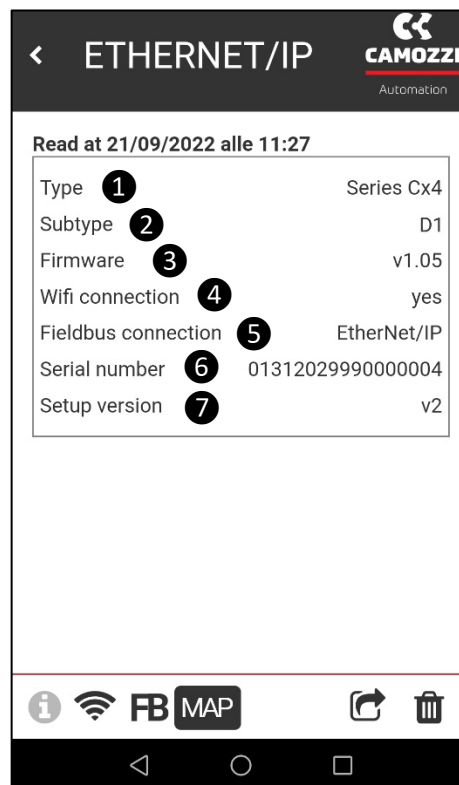 ETHERNET/IP
CAMOZZI
Automation
Read at 21/09/2022 alle 11:27
Type 1 Series Cx4
Subtype 2 D1
Firmware 3 v1.05
Wifi connection 4 yes
Fieldbus connection 5 EtherNet/IP
Serial number 6 01312029990000004
Setup version 7 v2
i FB MAP